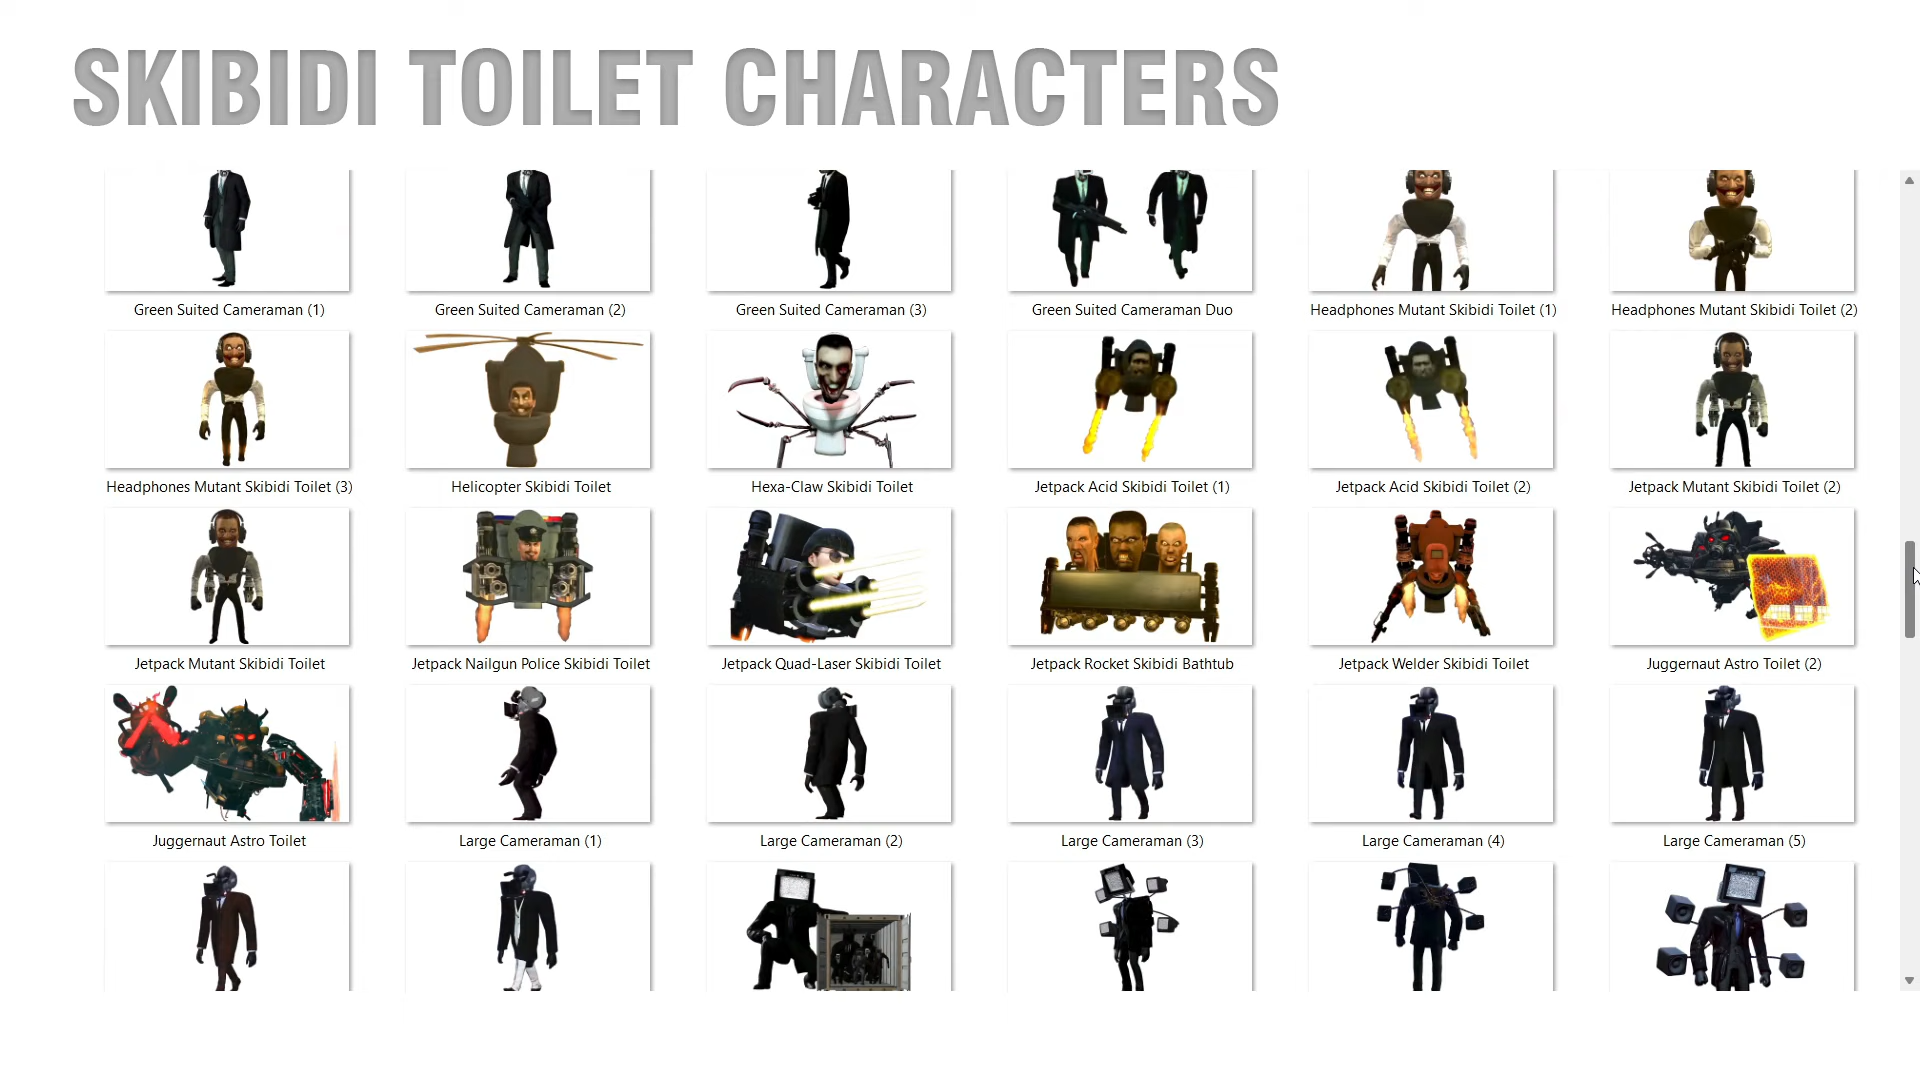 SKIBIDI TOILET CHARACTERS
Green Suited Cameraman (1)
Green Suited Cameraman (2)
Green Suited Cameraman (3)
Green Suited Cameraman Duo
Headphones Mutant Skibidi Toilet (1)
Headphones Mutant Skibidi Toilet (2)
Headphones Mutant Skibidi Toilet (3)
Helicopter Skibidi Toilet
Hexa-Claw Skibidi Toilet
Jetpack Acid Skibidi Toilet (1)
Jetpack Acid Skibidi Toilet (2)
Jetpack Mutant Skibidi Toilet (2)
Jetpack Mutant Skibidi Toilet
Jetpack Nailgun Police Skibidi Toilet
Jetpack Quad-Laser Skibidi Toilet
Jetpack Rocket Skibidi Bathtub
Jetpack Welder Skibidi Toilet
Juggernaut Astro Toilet (2)
Juggernaut Astro Toilet
Large Cameraman (1)
Large Cameraman (2)
Large Cameraman (3)
Large Cameraman (4)
Large Cameraman (5)